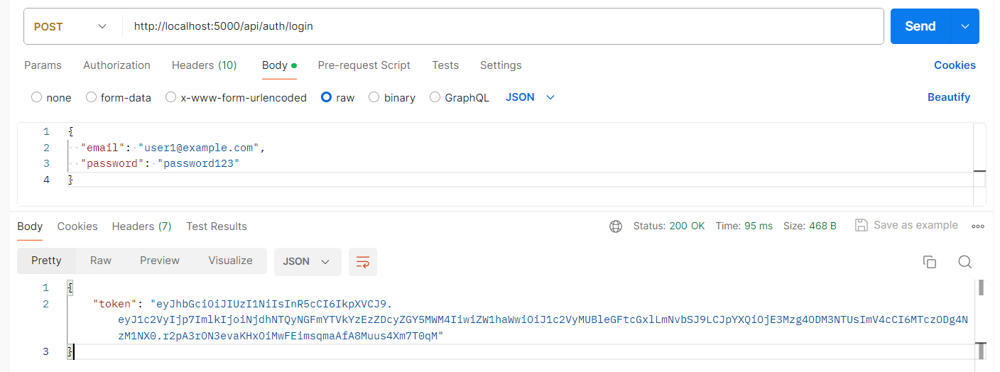 POST http://localhost:5000/api/auth/login Send
Params Authorization Headers (10) Body Pre-request Script Tests Settings Cookies
none form-data x-www-form-urlencoded raw binary GraphQL JSON Beautify
1 {
2 "email": "user1@example.com",
3 "password": "password123"
4 }
Body Cookies Headers (7) Test Results Status: 200 OK Time: 95 ms Size: 468 B Save as example
Pretty Raw Preview Visualize JSON
1 {
2 "token": "eyJhbGciOiJIUzI1NiIsInR5cCI6IkpXVCJ9.
eyJ1c2VyIjp7ImlkIjoiNjdhNTQyNGFmYTVkYzEzZDcyZGY5MWM4IiwiZW1haWwiOiJ1c2VyMUBleGFtcGxlLmNvbSJ9LCJpYXQiOjE3Mzg4ODM3NTUsImV4cCI6MTczODg4N
zM1NX0.r2pA3rON3evaKHxOiMwFEimsqmaAfA8Muus4Xm7T0qM"
3 }